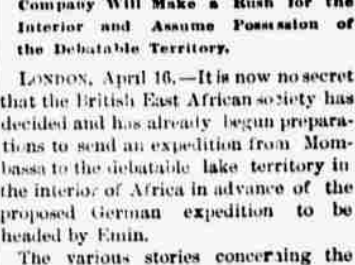 Company Will Make a Rush for the
Interior and Assume Possession of
the Debatable Territory.
LONDON, April 16.—It is now no secret
that the British East African society has
decided and has already begun prepara-
tions to send an expedition from Mom-
bassa to the debatable lake territory in
the interior of Africa in advance of the
proposed German expedition to be
headed by Emin.
The various stories concerning the